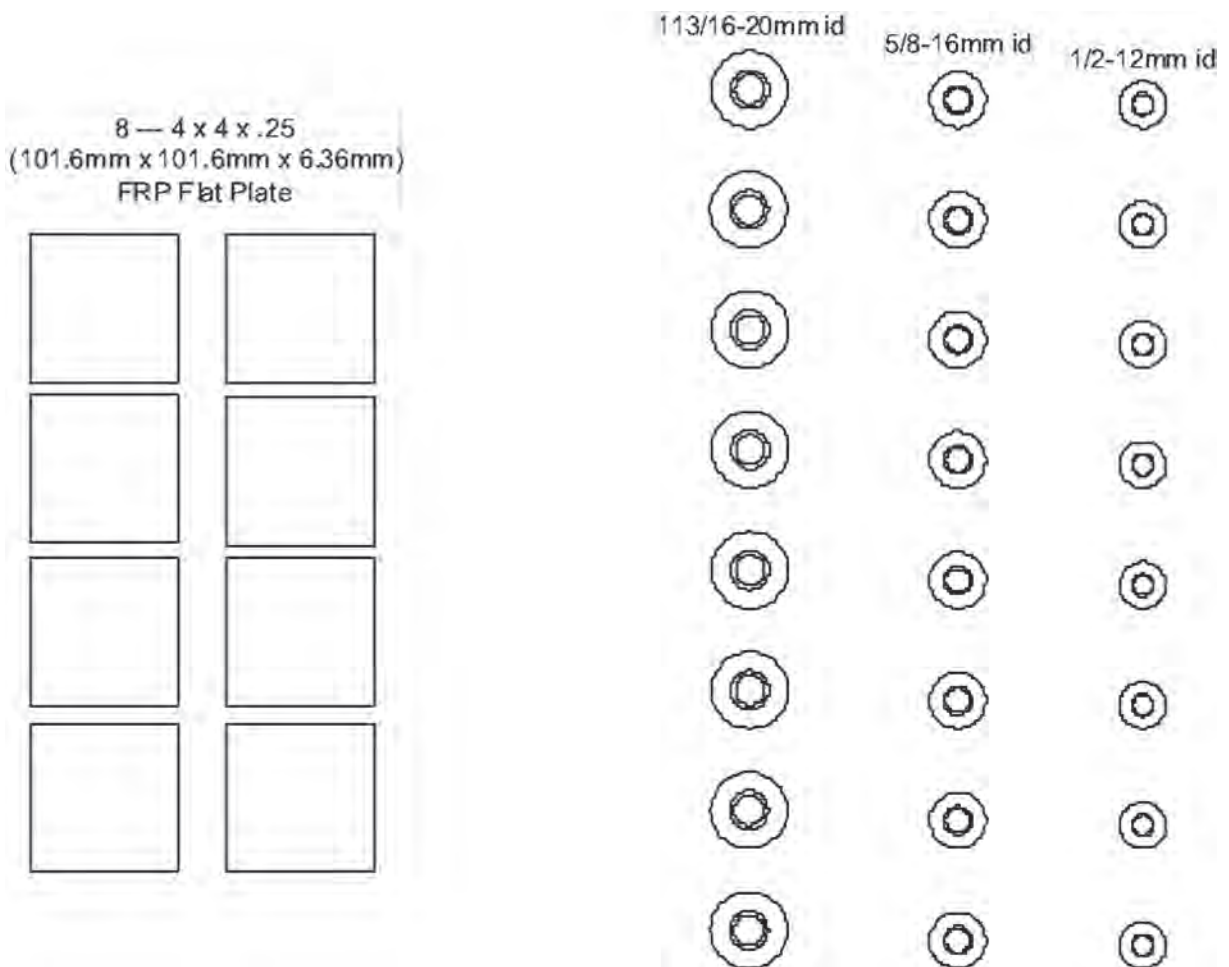 113/16-20mm id
5/8-16mm id
1/2-12mm id
8 — 4 x 4 x .25
(101.6mm x 101.6mm x 6.36mm)
FRP Flat Plate